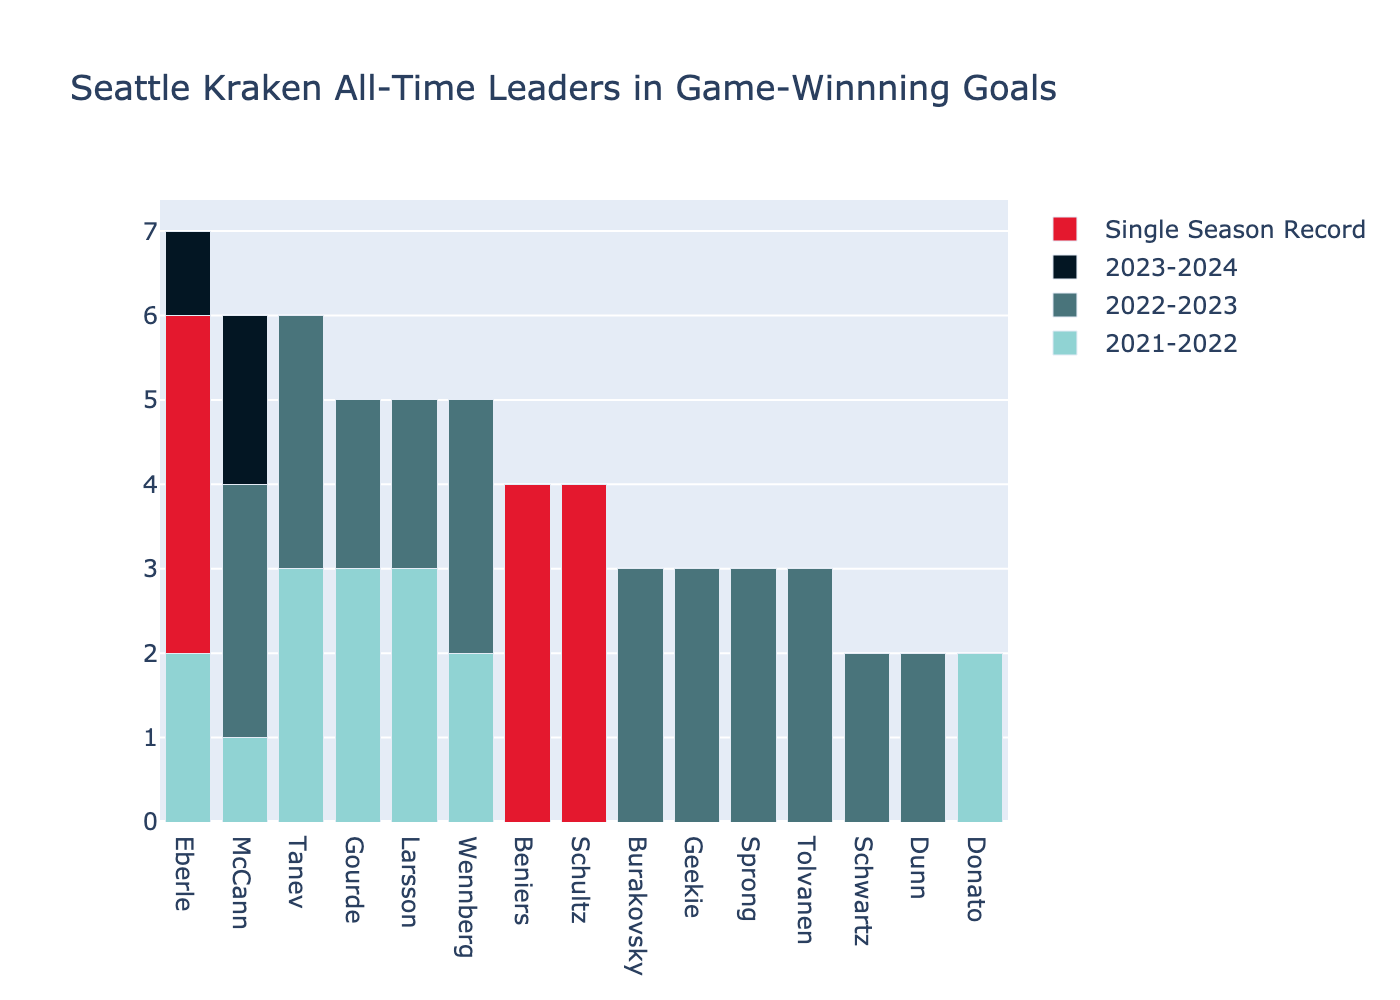 Seattle Kraken All-Time Leaders in Game-Winnning Goals
7
6
5
4
3
2
1
0
Eberle
McCann
Tanev
Gourde
Larsson
Wennberg
Beniers
Schultz
Burakovsky
Geekie
Sprong
Tolvanen
Schwartz
Dunn
Donato
Single Season Record
2023-2024
2022-2023
2021-2022